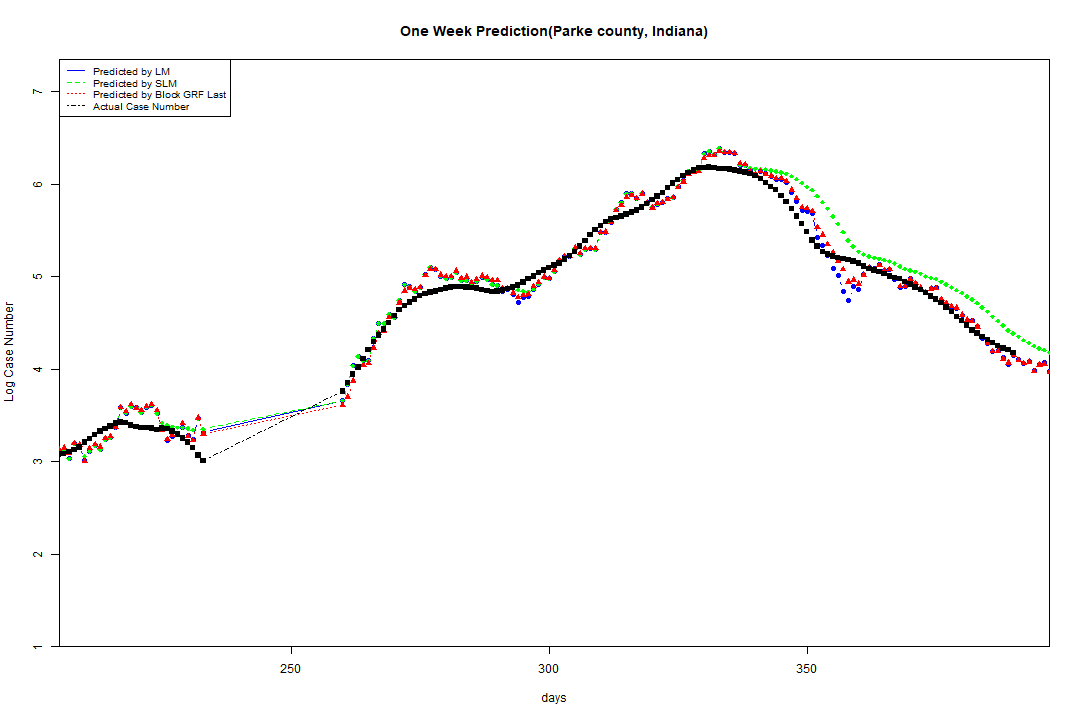 One Week Prediction(Parke county, Indiana)
Predicted by LM
Predicted by SLM
Predicted by Block GRF Last
Actual Case Number
7
6
5
4
3
2
1
Log Case Number
250 300 350
days